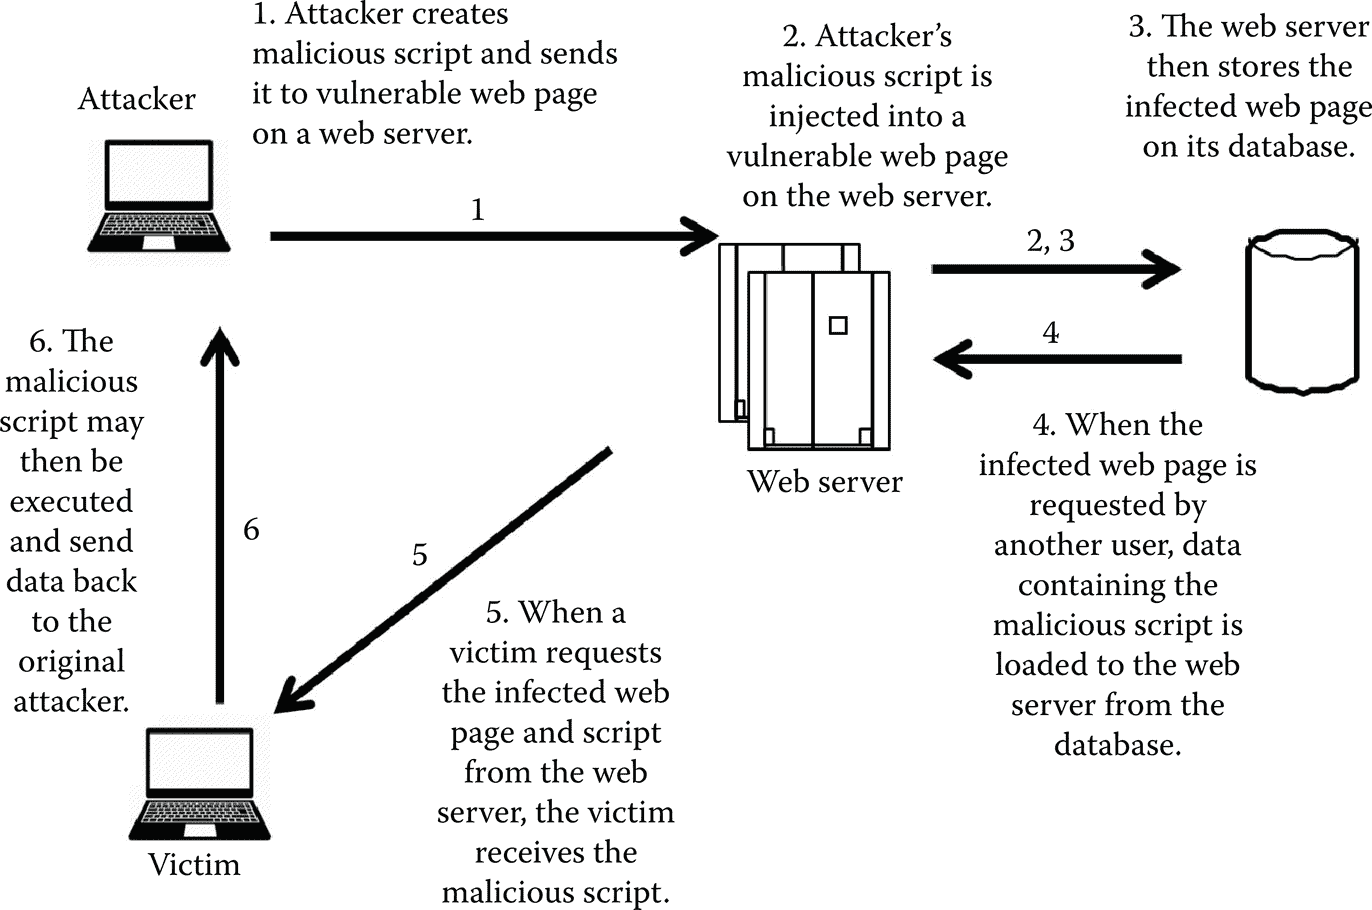 1. Attacker creates
malicious script and sends
it to vulnerable web page
on a web server.
2. Attacker’s
malicious script is
injected into a
vulnerable web page
on the web server.
3. The web server
then stores the
infected web page
on its database.
Attacker
1
2, 3
4
Web server
4. When the
infected web page is
requested by
another user, data
containing the
malicious script is
loaded to the web
server from the
database.
5
5. When a
victim requests
the infected web
page and script
from the web
server, the victim
receives the
malicious script.
6. The
malicious
script may
then be
executed
and send
data back
to the
original
attacker.
6
Victim